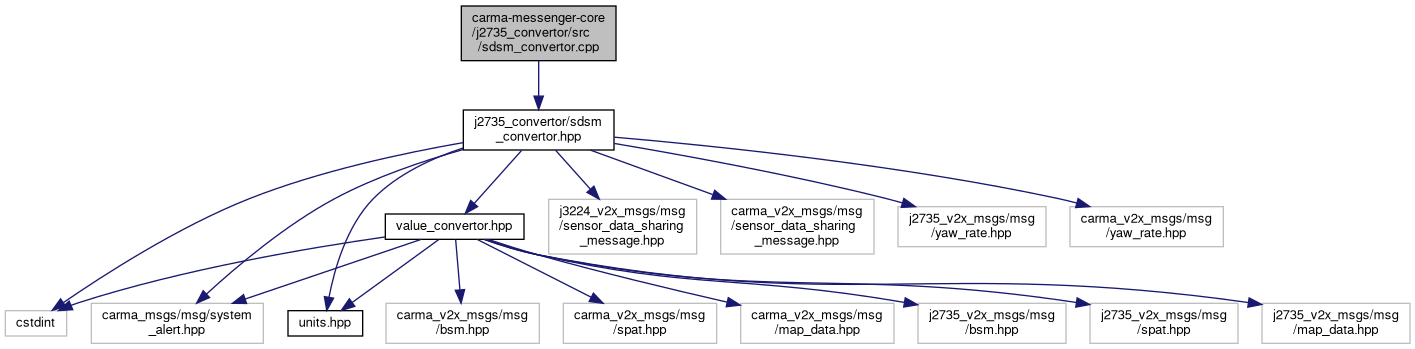 carma-messenger-core
/j2735_convertor/src
/sdsm_convertor.cpp
j2735_convertor/sdsm
_convertor.hpp
value_convertor.hpp
j3224_v2x_msgs/msg
/sensor_data_sharing
_message.hpp
carma_v2x_msgs/msg
/sensor_data_sharing
_message.hpp
j2735_v2x_msgs/msg
/yaw_rate.hpp
carma_v2x_msgs/msg
/yaw_rate.hpp
cstdint
carma_msgs/msg/system
_alert.hpp
units.hpp
carma_v2x_msgs/msg
/bsm.hpp
carma_v2x_msgs/msg
/spat.hpp
carma_v2x_msgs/msg
/map_data.hpp
j2735_v2x_msgs/msg
/bsm.hpp
j2735_v2x_msgs/msg
/spat.hpp
j2735_v2x_msgs/msg
/map_data.hpp